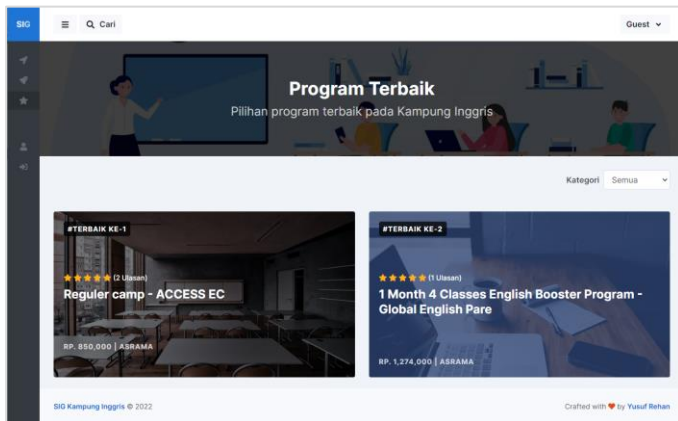 SIG
Cari
Guest
Program Terbaik
Pilihan program terbaik pada Kampung Inggris
Kategori Semua
#TERBAIK KE-1
(2 Ulasan)
Reguler camp - ACCESS EC
RP. 850,000 | ASRAMA
#TERBAIK KE-2
(1 Ulasan)
1 Month 4 Classes English Booster Program -
Global English Pare
RP. 1,274,000 | ASRAMA
SIG Kampung Inggris © 2022
Crafted with ❤ by Yusuf Rehan